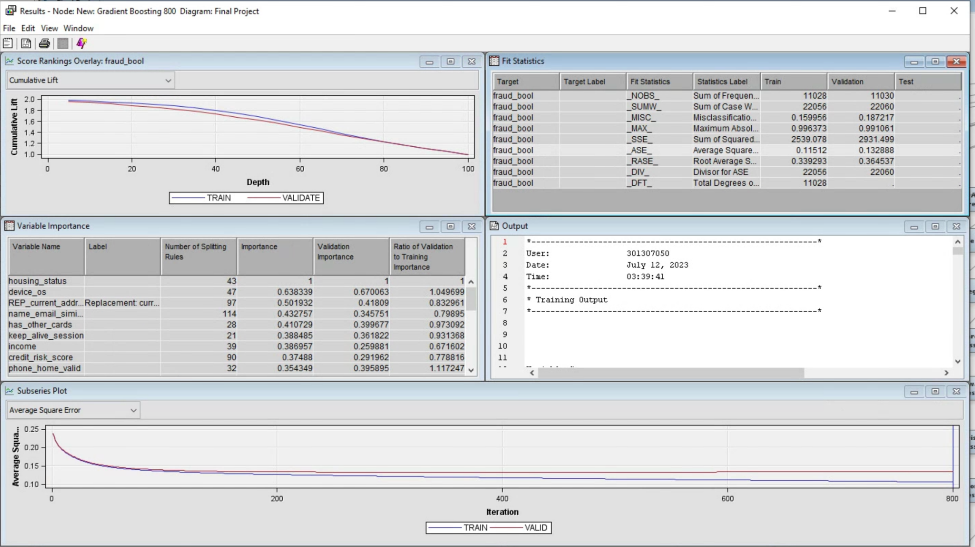 Results - Node: New: Gradient Boosting 800 Diagram: Final Project
File Edit View Window
Score Rankings Overlay: fraud_bool
Cumulative Lift
Cumulative Lift
2.0
1.8
1.6
1.4
1.2
1.0
0 20 40 60 80 100
Depth
TRAIN VALIDATE
Fit Statistics
Target Target Label Fit Statistics Statistics Label Train Validation Test
fraud_bool _NOBS_ Sum of Frequen... 11028 11030 .
fraud_bool _SUMW_ Sum of Case W... 22056 22060 .
fraud_bool _MISC_ Misclassificatio... 0.159956 0.187217 .
fraud_bool _MAX_ Maximum Absol... 0.996373 0.991061 .
fraud_bool _SSE_ Sum of Squared... 2539.078 2931.499 .
fraud_bool _ASE_ Average Square... 0.11512 0.132888 .
fraud_bool _RASE_ Root Average S... 0.339293 0.364537 .
fraud_bool _DIV_ Divisor for ASE 22056 22060 .
fraud_bool _DFT_ Total Degrees o... 11028 . .
Variable Importance
Variable Name Label Number of Splitting Rules Importance Validation Importance Ratio of Validation to Training Importance
housing_status 43 1 1 1
device_os 47 0.638339 0.670063 1.049699
REP_current_addr... Replacement: curr... 97 0.501932 0.41809 0.832961
name_email_simi... 114 0.432757 0.345751 0.79895
has_other_cards 28 0.410729 0.399677 0.973092
keep_alive_session 21 0.388485 0.361822 0.931368
income 39 0.386957 0.259881 0.671602
credit_risk_score 90 0.37488 0.291962 0.778816
phone_home_valid 32 0.354349 0.395895 1.117247
Output
1 *------------------------------------------------------------*
2 User: 301307050
3 Date: July 12, 2023
4 Time: 03:39:41
5 *------------------------------------------------------------*
6 * Training Output
7 *------------------------------------------------------------*
8
9
10
11
Subseries Plot
Average Square Error
Average Squa...
0.25
0.20
0.15
0.10
0 200 400 600 800
Iteration
TRAIN VALID